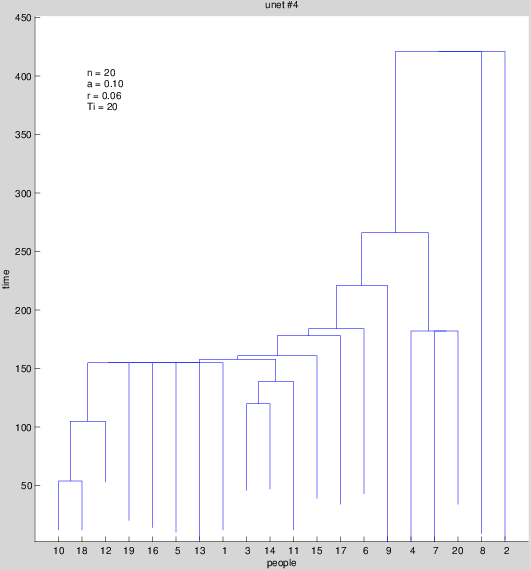 unet #4
450
400
350
300
250
200
150
100
50
n = 20
a = 0.10
r = 0.06
Ti = 20
time
10 18 12 19 16 5 13 1 3 14 11 15 17 6 9 4 7 20 8 2
people